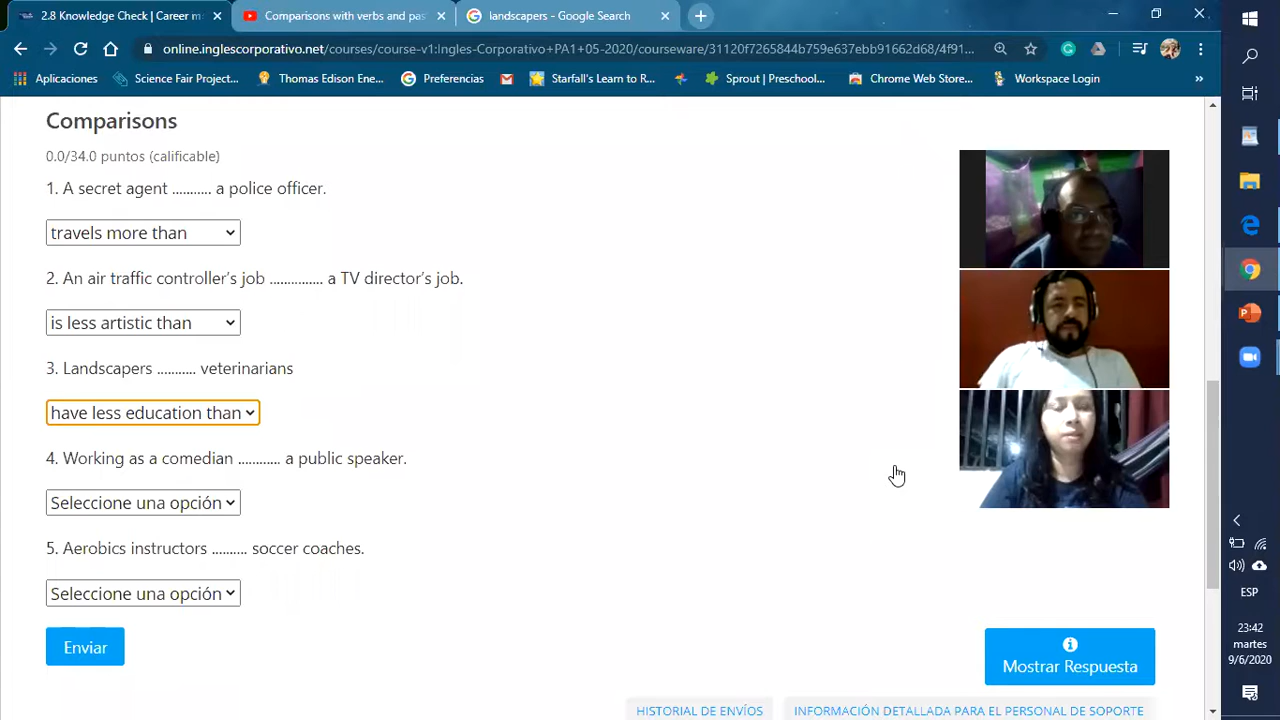 2.8 Knowledge Check | Career m
Comparisons with verbs and pas
landscapers - Google Search
online.inglescorporativo.net/courses/course-v1:Ingles-Corporativo+PA1+05-2020/courseware/31120f7265844b759e637ebb91662d68/4f91...
Aplicaciones
Science Fair Project...
Thomas Edison Ene...
Preferencias
Starfall's Learn to R...
Sprout | Preschool...
Chrome Web Store...
Workspace Login
»
Comparisons
0.0/34.0 puntos (calificable)
1. A secret agent ........... a police officer.
travels more than
2. An air traffic controller's job ............... a TV director's job.
is less artistic than
3. Landscapers ........... veterinarians
have less education than
4. Working as a comedian ............ a public speaker.
Seleccione una opción
5. Aerobics instructors .......... soccer coaches.
Seleccione una opción
Enviar
Mostrar Respuesta
HISTORIAL DE ENVÍOS
INFORMACIÓN DETALLADA PARA EL PERSONAL DE SOPORTE
ESP
23:42
martes
9/6/2020